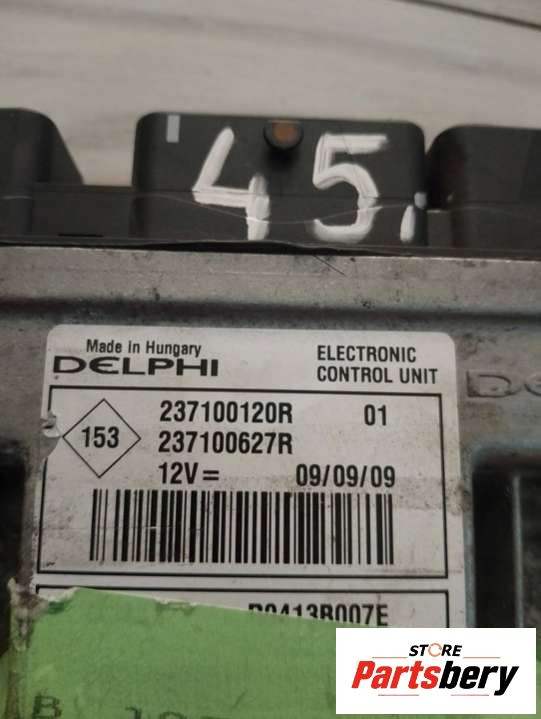 45.
Made in Hungary
DELPHI
ELECTRONIC
CONTROL UNIT
237100120R 01
153
237100627R
12V= 09/09/09
STORE
Partsbery